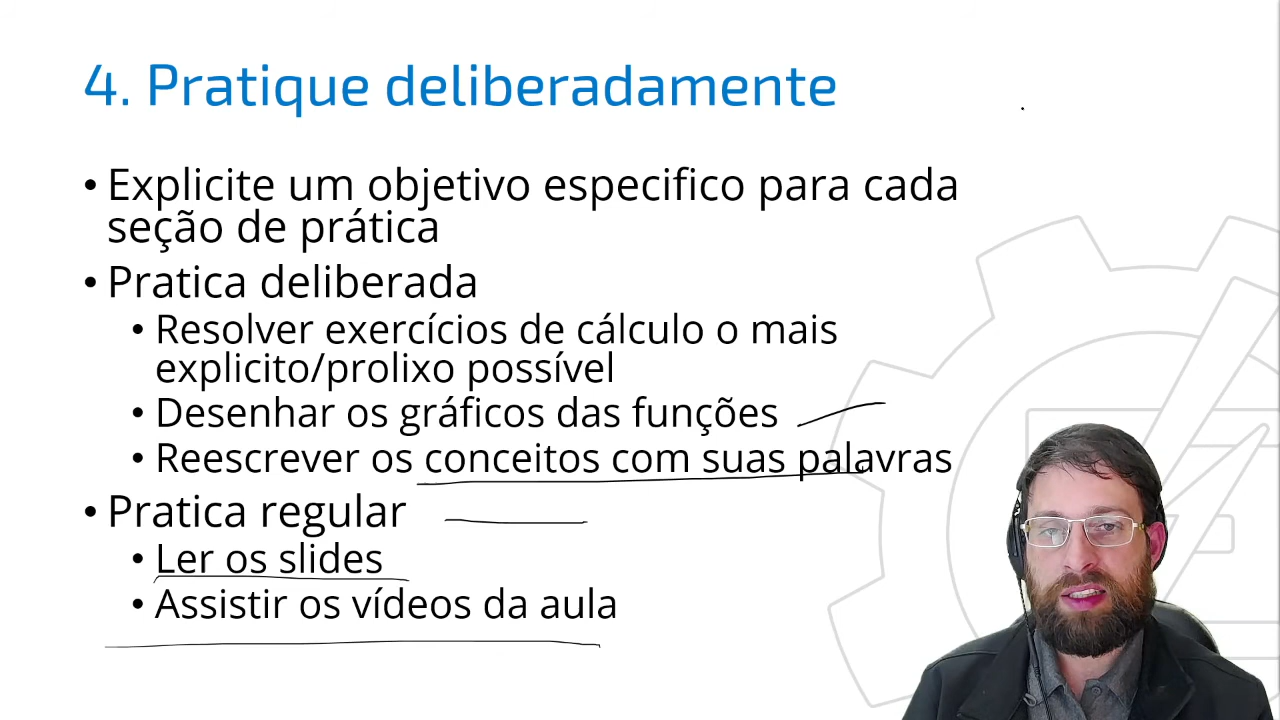 4. Pratique deliberadamente
• Explicite um objetivo especifico para cada
seção de prática
• Pratica deliberada
• Resolver exercícios de cálculo o mais
explicito/prolixo possível
• Desenhar os gráficos das funções
• Reescrever os conceitos com suas palavras
• Pratica regular
• Ler os slides
• Assistir os vídeos da aula